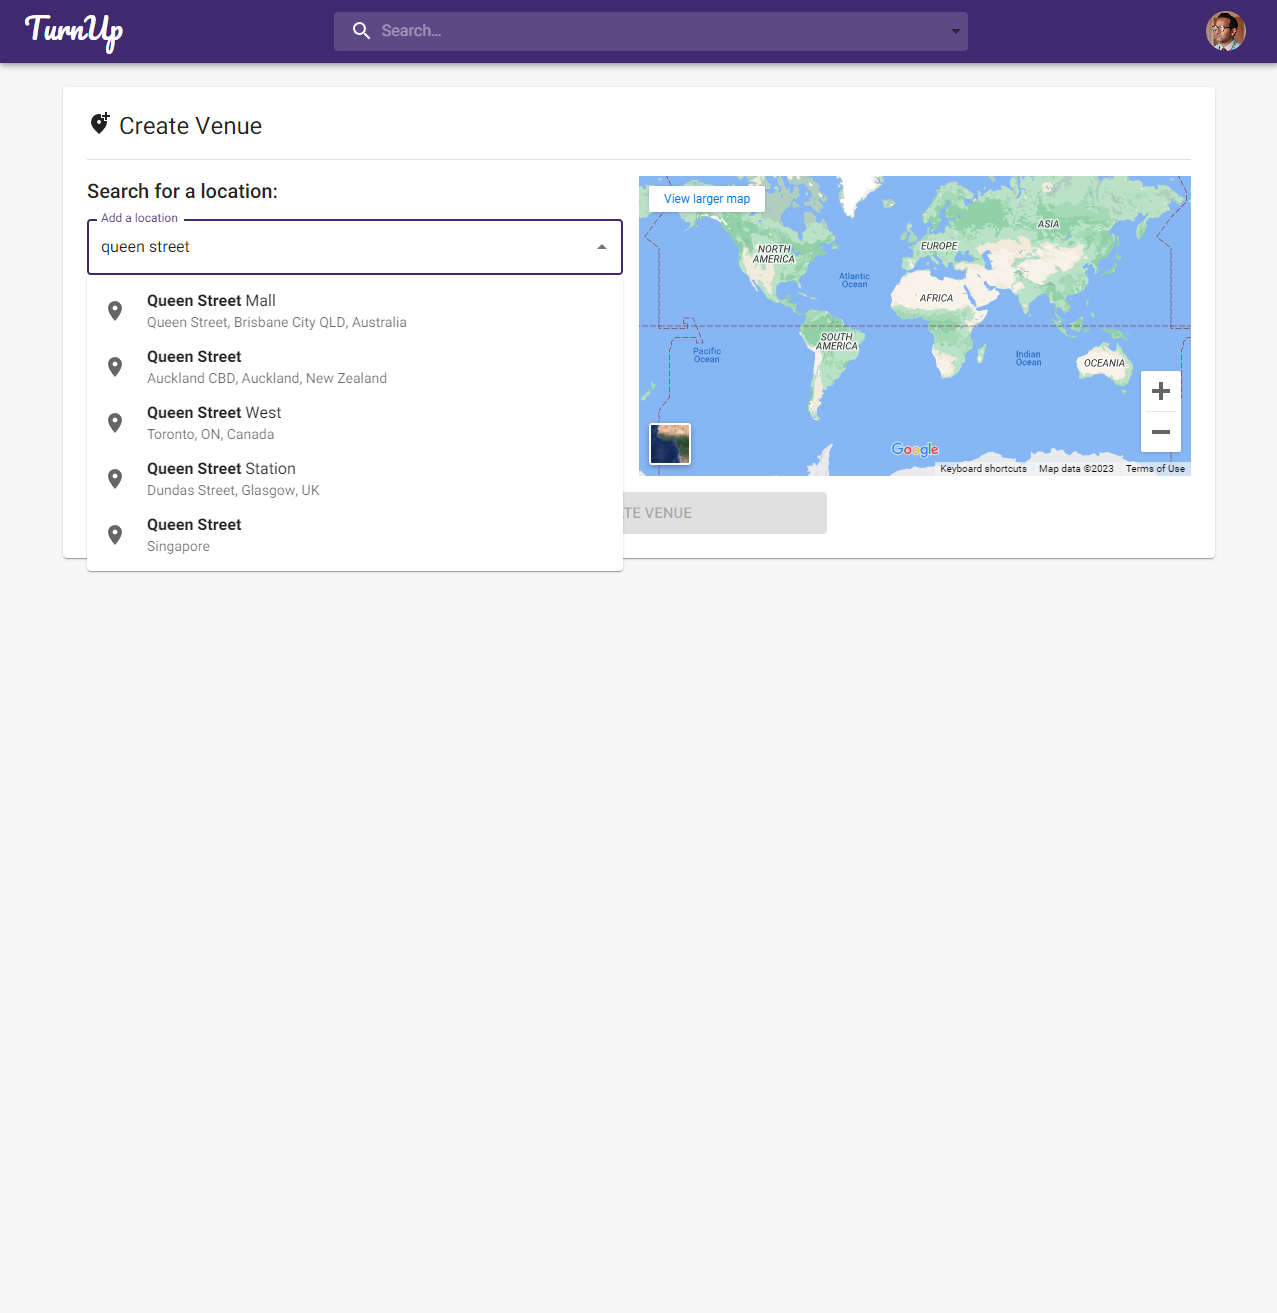 TurnUp
Search...
Create Venue
Search for a location:
Add a location
queen street
Queen Street Mall
Queen Street, Brisbane City QLD, Australia
Queen Street
Auckland CBD, Auckland, New Zealand
Queen Street West
Toronto, ON, Canada
Queen Street Station
Dundas Street, Glasgow, UK
Queen Street
Singapore
View larger map
NORTH
AMERICA
EUROPE
ASIA
Atlantic
Ocean
AFRICA
SOUTH
AMERICA
Pacific
Ocean
Indian
Ocean
OCEANIA
Google
Keyboard shortcuts
Map data ©2023
Terms of Use
TE VENUE